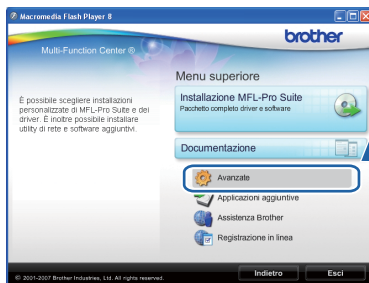 Macromedia Flash Player 8
brother
Multi-Function Center ®
Menu superiore
Installazione MFL-Pro Suite
Pacchetto completo driver e software
È possibile scegliere installazioni
personalizzate di MFL-Pro Suite e dei
driver. È inoltre possibile installare
utility di rete e software aggiuntivi.
Documentazione
Avanzate
Applicazioni aggiuntive
Assistenza Brother
Registrazione in linea
© 2001-2007 Brother Industries, Ltd. All rights reserved.
Indietro
Esci